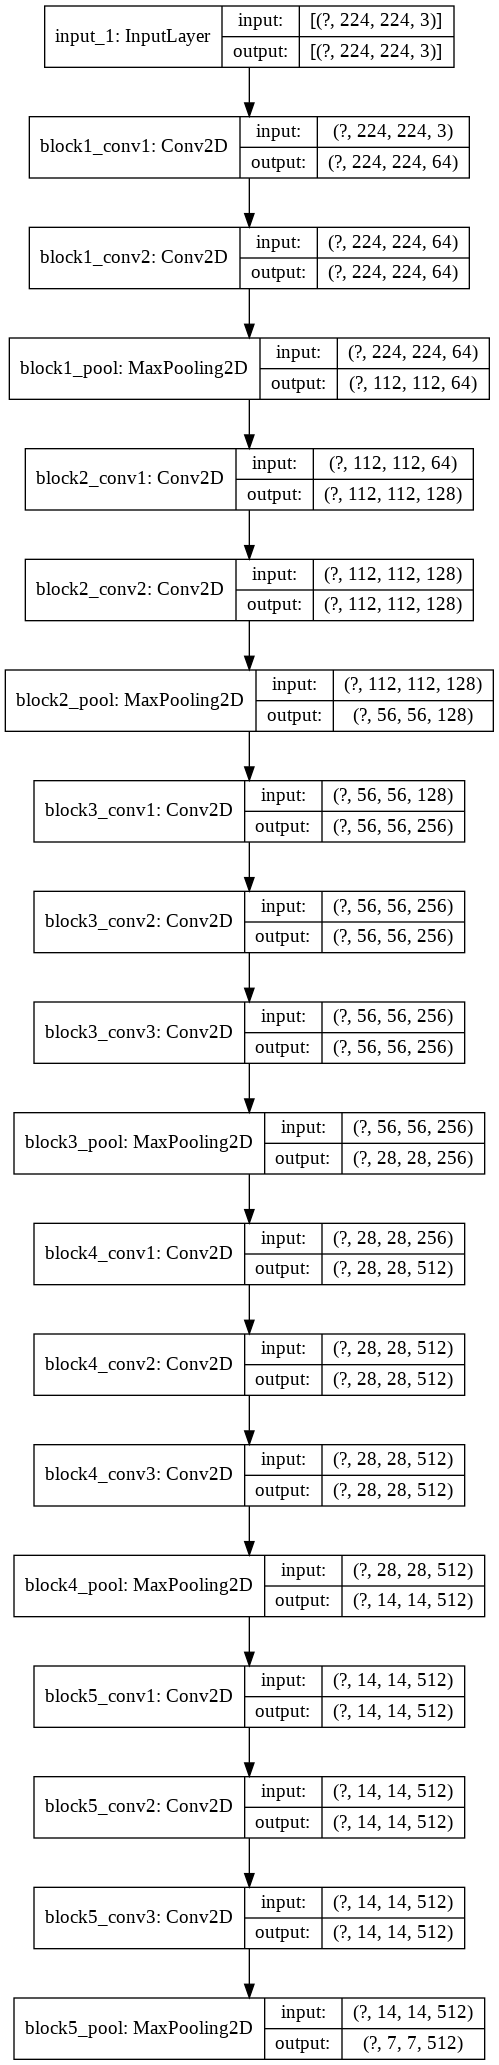 input_1: InputLayer
input: [(?, 224, 224, 3)]
output: [(?, 224, 224, 3)]
block1_conv1: Conv2D
input: (?, 224, 224, 3)
output: (?, 224, 224, 64)
block1_conv2: Conv2D
input: (?, 224, 224, 64)
output: (?, 224, 224, 64)
block1_pool: MaxPooling2D
input: (?, 224, 224, 64)
output: (?, 112, 112, 64)
block2_conv1: Conv2D
input: (?, 112, 112, 64)
output: (?, 112, 112, 128)
block2_conv2: Conv2D
input: (?, 112, 112, 128)
output: (?, 112, 112, 128)
block2_pool: MaxPooling2D
input: (?, 112, 112, 128)
output: (?, 56, 56, 128)
block3_conv1: Conv2D
input: (?, 56, 56, 128)
output: (?, 56, 56, 256)
block3_conv2: Conv2D
input: (?, 56, 56, 256)
output: (?, 56, 56, 256)
block3_conv3: Conv2D
input: (?, 56, 56, 256)
output: (?, 56, 56, 256)
block3_pool: MaxPooling2D
input: (?, 56, 56, 256)
output: (?, 28, 28, 256)
block4_conv1: Conv2D
input: (?, 28, 28, 256)
output: (?, 28, 28, 512)
block4_conv2: Conv2D
input: (?, 28, 28, 512)
output: (?, 28, 28, 512)
block4_conv3: Conv2D
input: (?, 28, 28, 512)
output: (?, 28, 28, 512)
block4_pool: MaxPooling2D
input: (?, 28, 28, 512)
output: (?, 14, 14, 512)
block5_conv1: Conv2D
input: (?, 14, 14, 512)
output: (?, 14, 14, 512)
block5_conv2: Conv2D
input: (?, 14, 14, 512)
output: (?, 14, 14, 512)
block5_conv3: Conv2D
input: (?, 14, 14, 512)
output: (?, 14, 14, 512)
block5_pool: MaxPooling2D
input: (?, 14, 14, 512)
output: (?, 7, 7, 512)